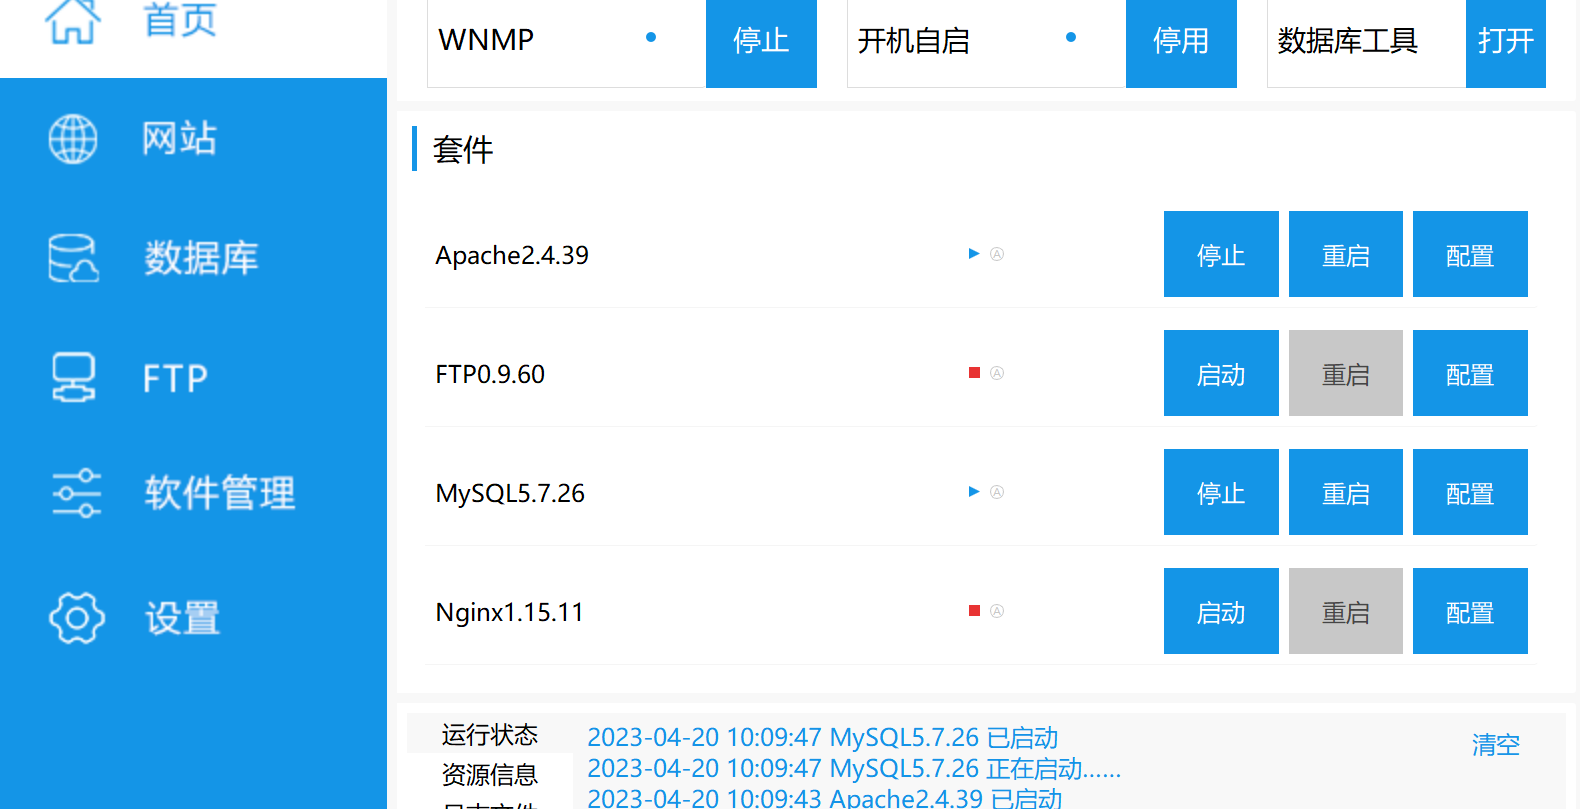 首页
WNMP
停止
开机自启
停用
数据库工具
打开
网站
数据库
FTP
软件管理
设置
套件
Apache2.4.39
A
停止
重启
配置
FTP0.9.60
A
启动
重启
配置
MySQL5.7.26
A
停止
重启
配置
Nginx1.15.11
A
启动
重启
配置
运行状态
资源信息
2023-04-20 10:09:47 MySQL5.7.26 已启动
2023-04-20 10:09:47 MySQL5.7.26 正在启动......
2023-04-20 10:09:43 Apache2.4.39 已启动
清空